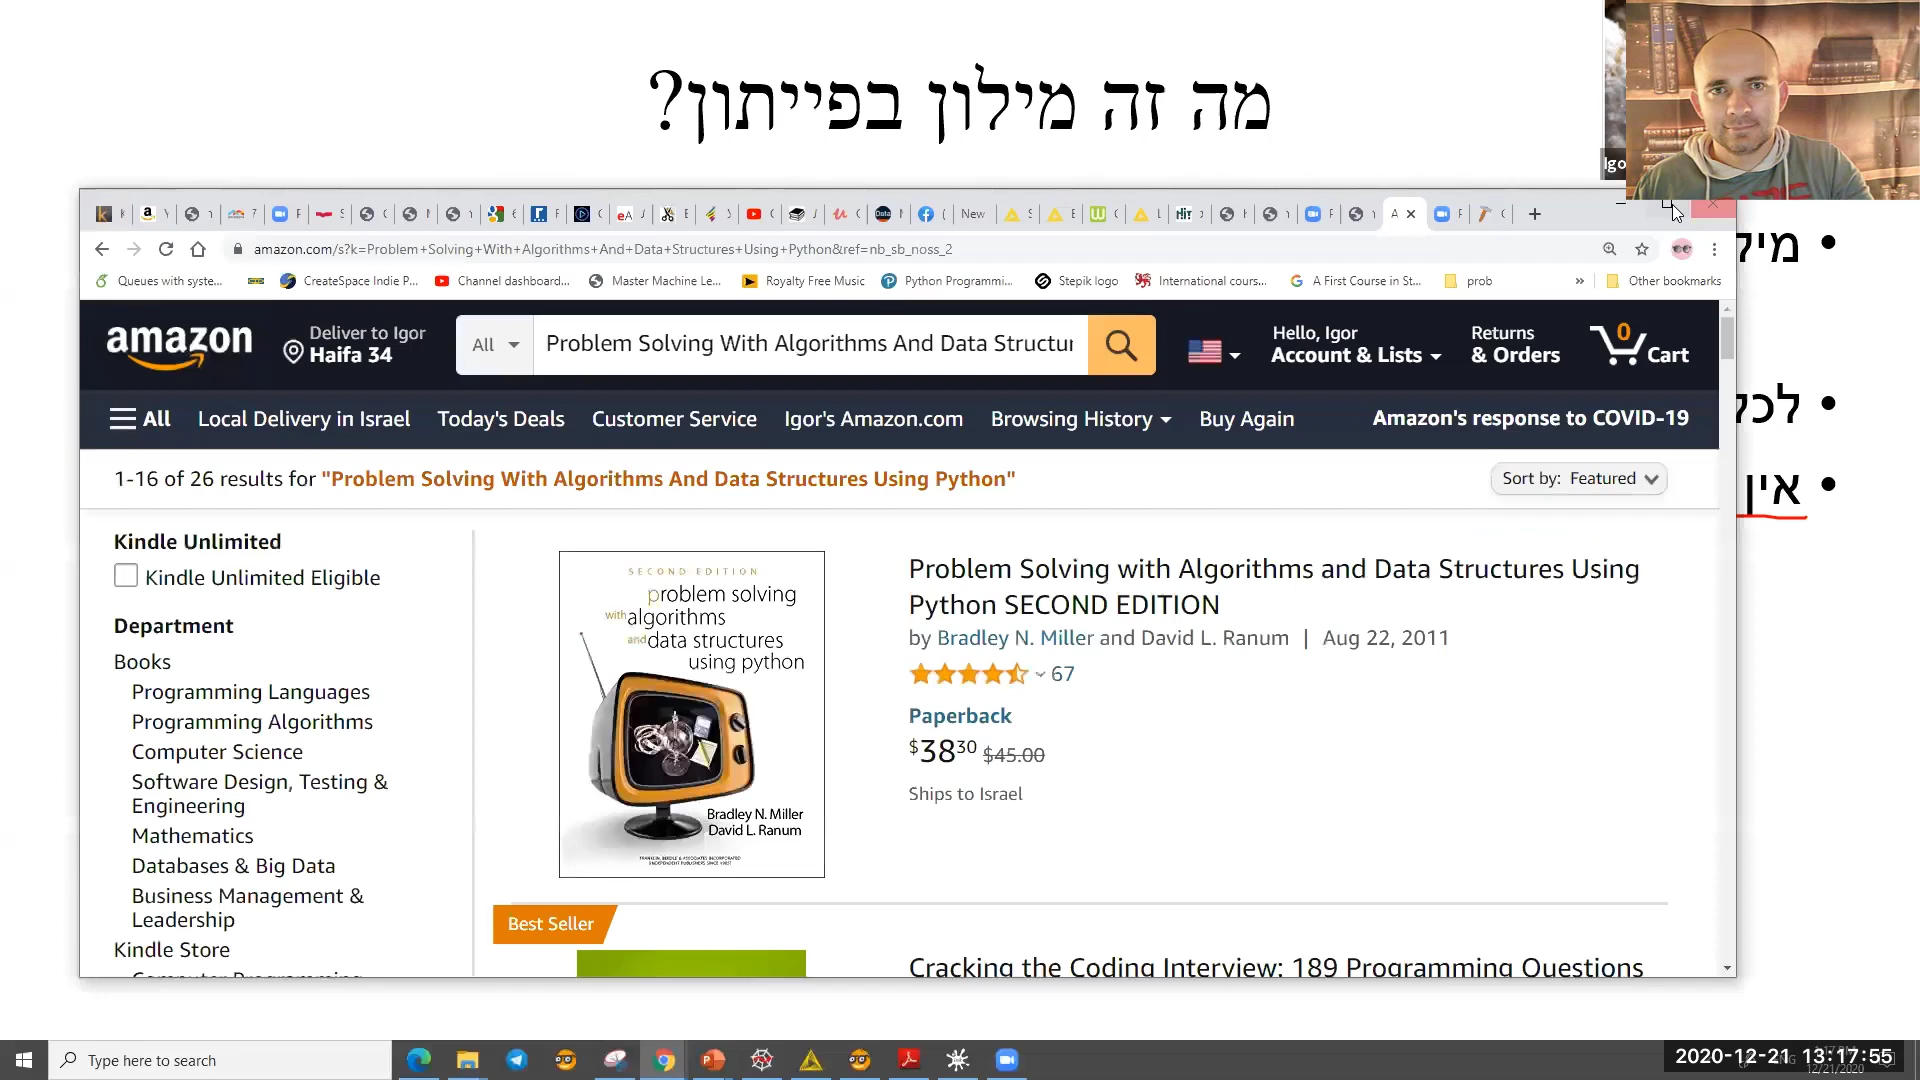 מה זה מילון בפייתון?
Igo
New
A
amazon.com/s?k=Problem+Solving+With+Algorithms+And+Data+Structures+Using+Python&ref=nb_sb_noss_2
Queues with syste...
CreateSpace Indie P...
Channel dashboard...
Master Machine Le...
Royalty Free Music
Python Programmi...
Stepik logo
International cours...
A First Course in St...
prob
»
Other bookmarks
amazon
Deliver to Igor
Haifa 34
All
Problem Solving With Algorithms And Data Structur
Hello, Igor
Account & Lists
Returns
& Orders
0
Cart
All
Local Delivery in Israel
Today's Deals
Customer Service
Igor's Amazon.com
Browsing History
Buy Again
Amazon's response to COVID-19
1-16 of 26 results for "Problem Solving With Algorithms And Data Structures Using Python"
Sort by: Featured
Kindle Unlimited
Kindle Unlimited Eligible
Department
Books
Programming Languages
Programming Algorithms
Computer Science
Software Design, Testing &
Engineering
Mathematics
Databases & Big Data
Business Management &
Leadership
Kindle Store
SECOND EDITION
problem solving
with algorithms
and data structures
using python
Bradley N. Miller
David L. Ranum
Problem Solving with Algorithms and Data Structures Using
Python SECOND EDITION
by Bradley N. Miller and David L. Ranum | Aug 22, 2011
67
Paperback
$38.30 $45.00
Ships to Israel
Best Seller
Cracking the Coding Interview: 189 Programming Questions
• לכל
• אין
Type here to search
2020-12-21 13:17:55
12/21/2020